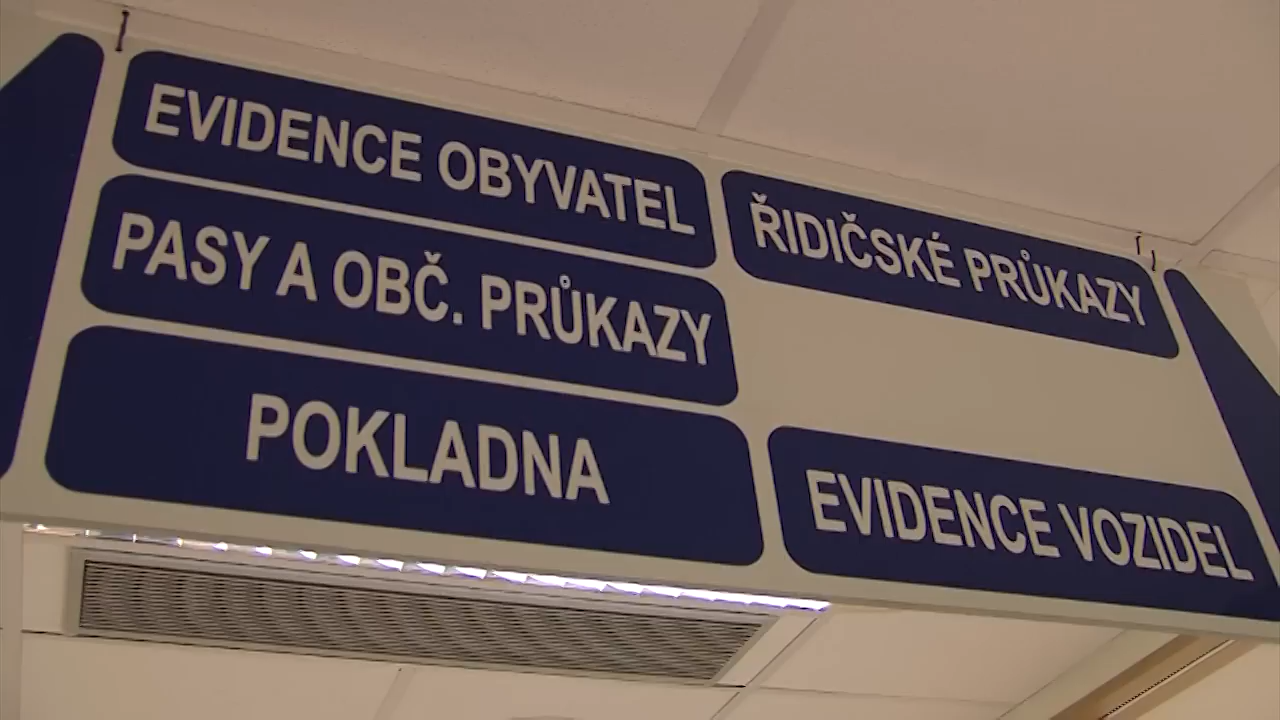 EVIDENCE OBYVATEL
PASY A OBČ. PRŮKAZY
POKLADNA
ŘIDIČSKÉ PRŮKAZY
EVIDENCE VOZIDEL